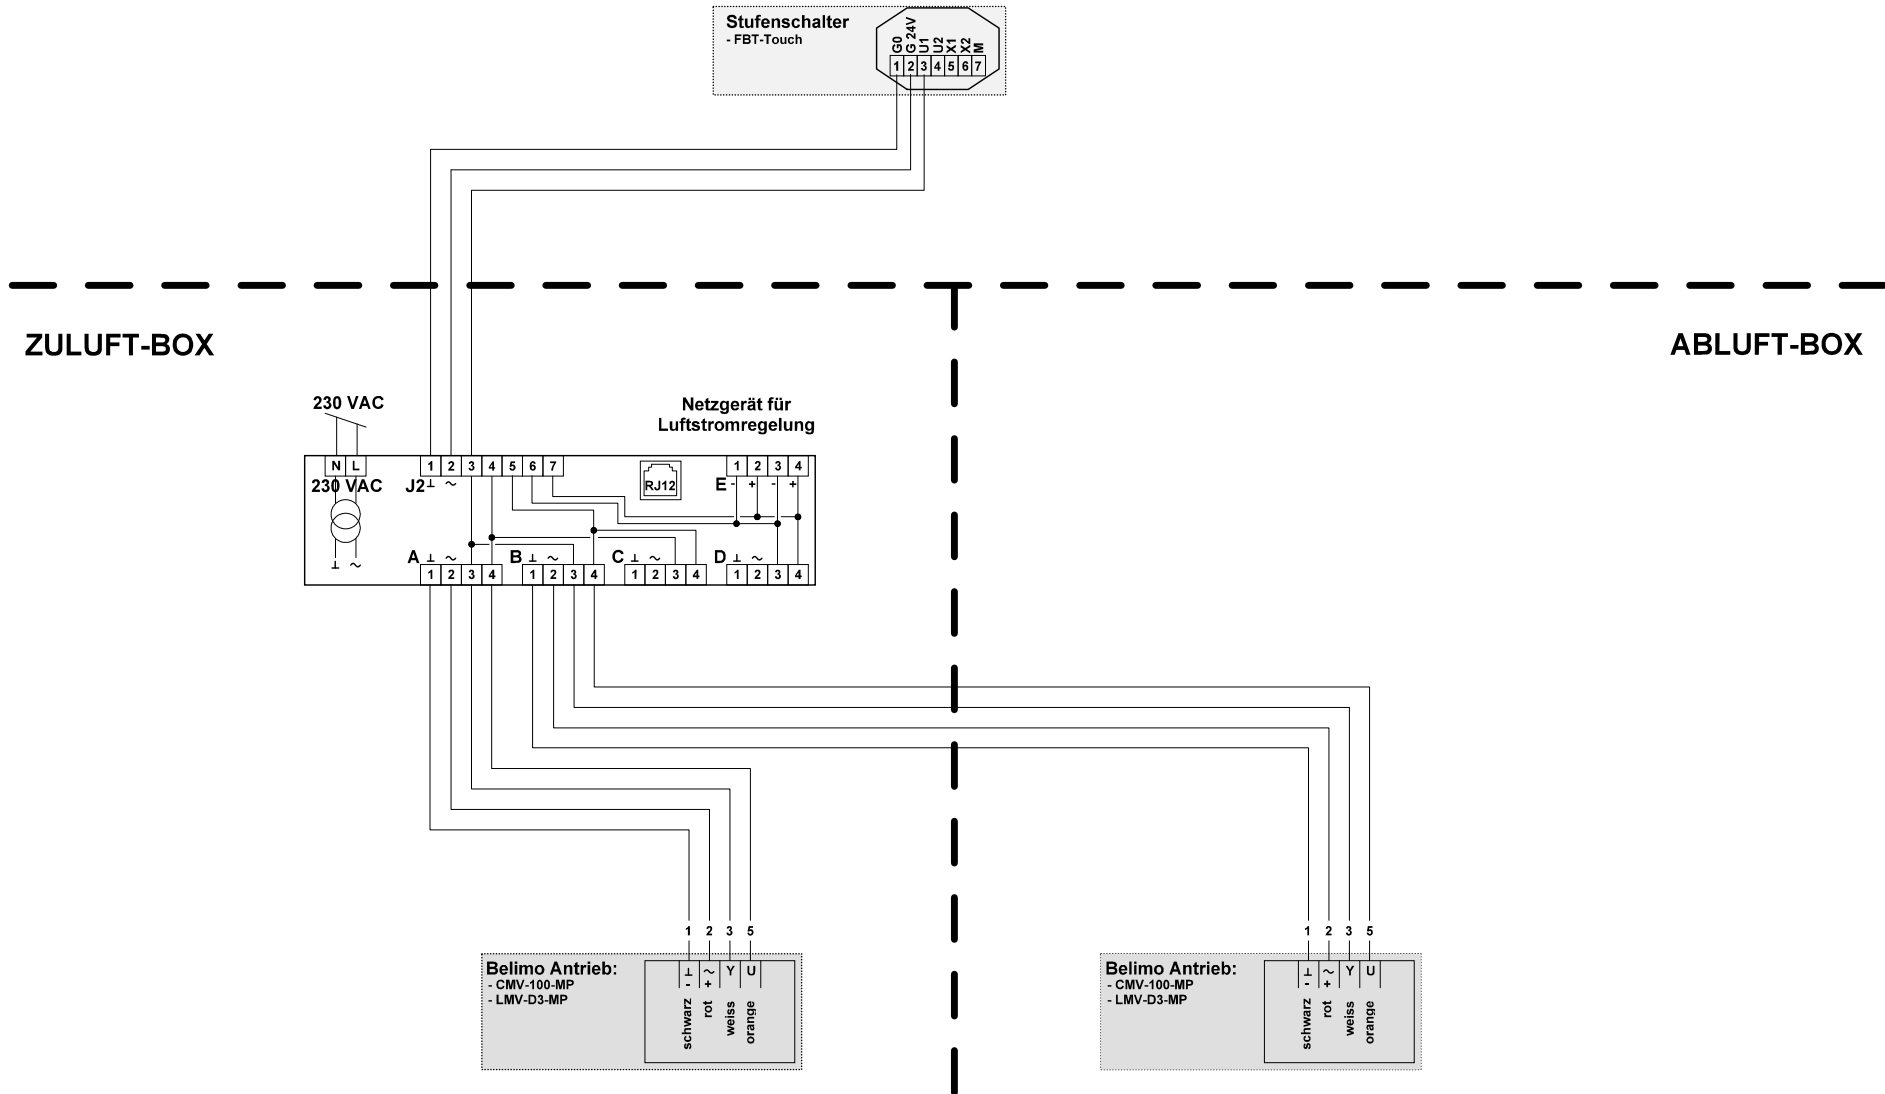 Stufenschalter
- FBT-Touch
G0 G 24V U1 U2 X1 X2 M
1 2 3 4 5 6 7
ZULUFT-BOX
ABLUFT-BOX
230 VAC
Netzgerät für
Luftstromregelung
N L
1 2 3 4 5 6 7
1 2 3 4
230 VAC
J2 ⊥ ~
RJ12
E - + - +
⊥ ~
A ⊥ ~
B ⊥ ~
C ⊥ ~
D ⊥ ~
1 2 3 4
1 2 3 4
1 2 3 4
1 2 3 4
1 2 3 5
Belimo Antrieb:
- CMV-100-MP
- LMV-D3-MP
⊥ ~ Y U
- +
schwarz rot weiss orange
1 2 3 5
Belimo Antrieb:
- CMV-100-MP
- LMV-D3-MP
⊥ ~ Y U
- +
schwarz rot weiss orange